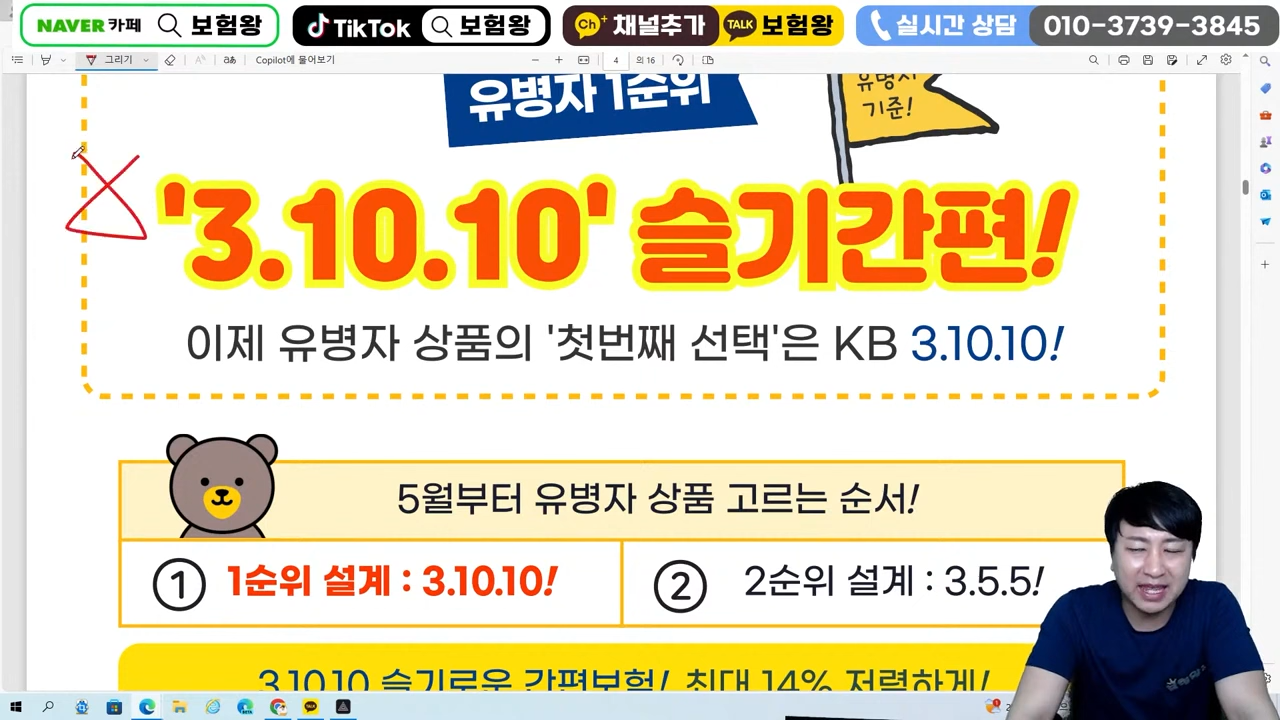 NAVER 카페 보험왕 TikTok 보험왕 Ch+ 채널추가 TALK 보험왕 실시간 상담 010-3739-3845
그리기 Copilot에 물어보기 4 의 16
유병자 1순위
유병자
기준!
'3.10.10' 슬기간편!
이제 유병자 상품의 '첫번째 선택'은 KB 3.10.10!
5월부터 유병자 상품 고르는 순서!
① 1순위 설계 : 3.10.10!
② 2순위 설계 : 3.5.5!
3.10.10 슬기로운 간편보험! 최대 14% 저렴하게!